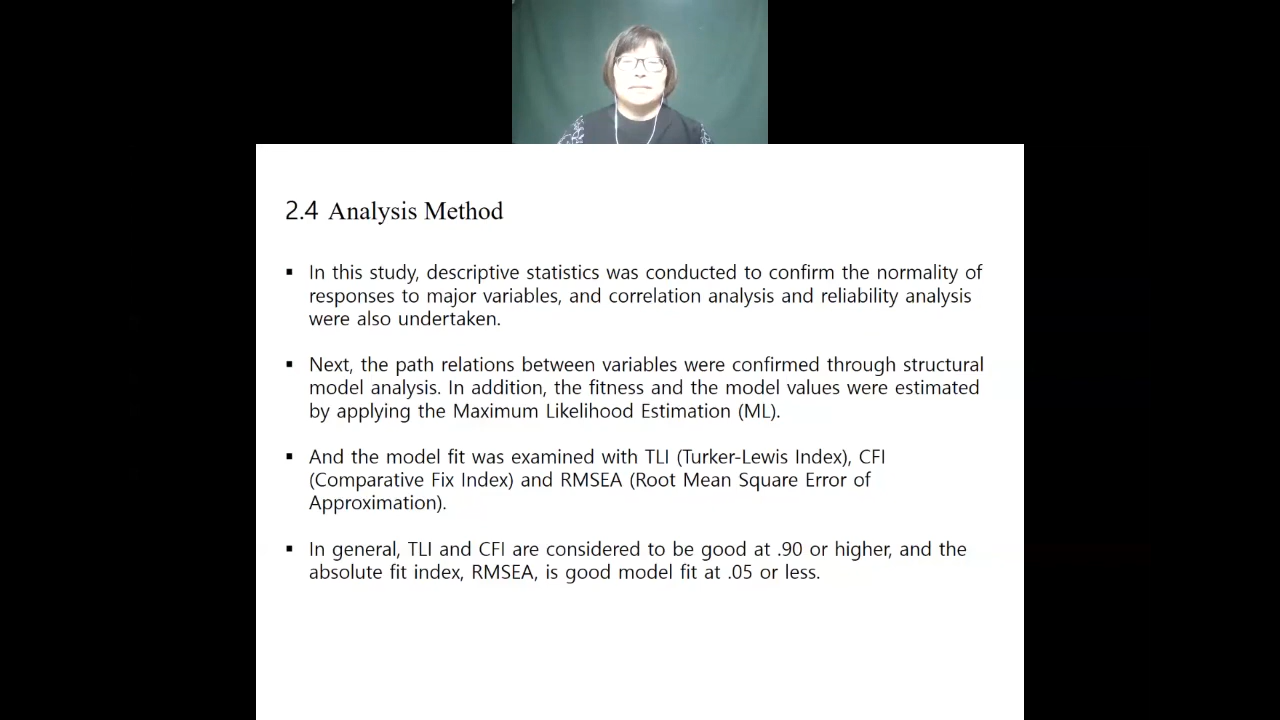 2.4 Analysis Method
▪ In this study, descriptive statistics was conducted to confirm the normality of
responses to major variables, and correlation analysis and reliability analysis
were also undertaken.
▪ Next, the path relations between variables were confirmed through structural
model analysis. In addition, the fitness and the model values were estimated
by applying the Maximum Likelihood Estimation (ML).
▪ And the model fit was examined with TLI (Turker-Lewis Index), CFI
(Comparative Fix Index) and RMSEA (Root Mean Square Error of
Approximation).
▪ In general, TLI and CFI are considered to be good at .90 or higher, and the
absolute fit index, RMSEA, is good model fit at .05 or less.